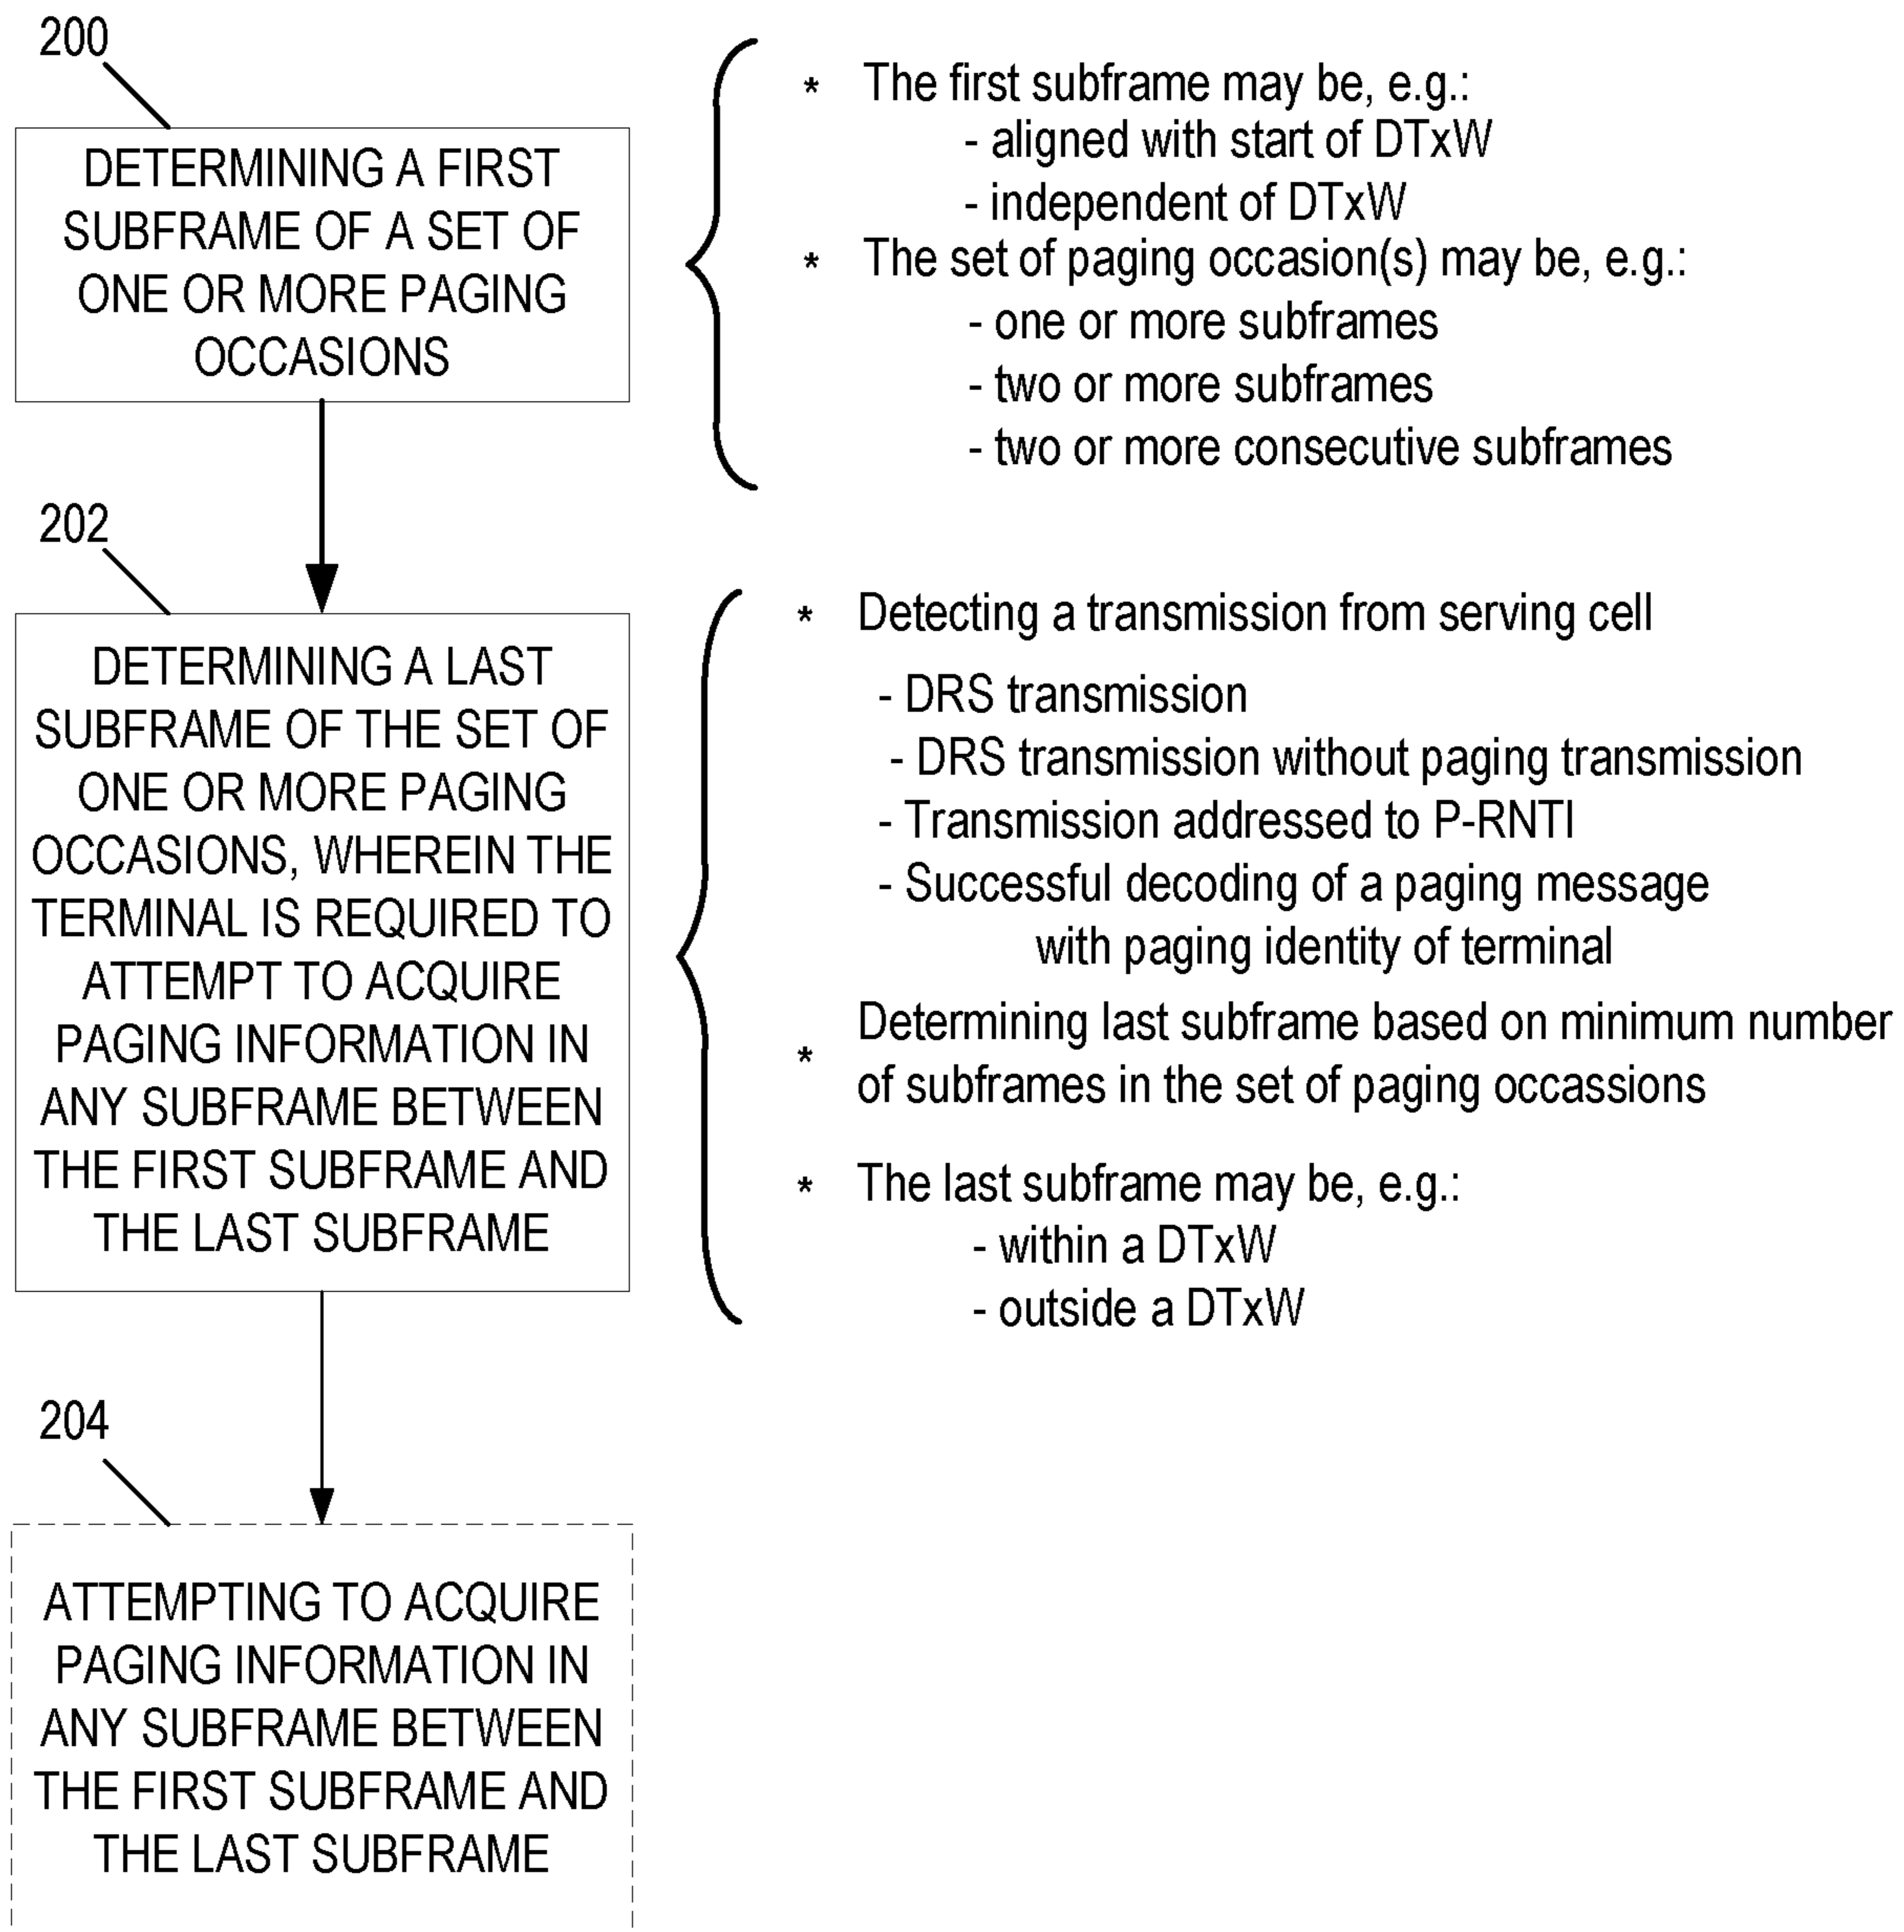 200
DETERMINING A FIRST
SUBFRAME OF A SET OF
ONE OR MORE PAGING
OCCASIONS
* The first subframe may be, e.g.:
- aligned with start of DTxW
- independent of DTxW
* The set of paging occasion(s) may be, e.g.:
- one or more subframes
- two or more subframes
- two or more consecutive subframes
202
DETERMINING A LAST
SUBFRAME OF THE SET OF
ONE OR MORE PAGING
OCCASIONS, WHEREIN THE
TERMINAL IS REQUIRED TO
ATTEMPT TO ACQUIRE
PAGING INFORMATION IN
ANY SUBFRAME BETWEEN
THE FIRST SUBFRAME AND
THE LAST SUBFRAME
* Detecting a transmission from serving cell
- DRS transmission
- DRS transmission without paging transmission
- Transmission addressed to P-RNTI
- Successful decoding of a paging message
with paging identity of terminal
* Determining last subframe based on minimum number
of subframes in the set of paging occassions
* The last subframe may be, e.g.:
- within a DTxW
- outside a DTxW
204
ATTEMPTING TO ACQUIRE
PAGING INFORMATION IN
ANY SUBFRAME BETWEEN
THE FIRST SUBFRAME AND
THE LAST SUBFRAME